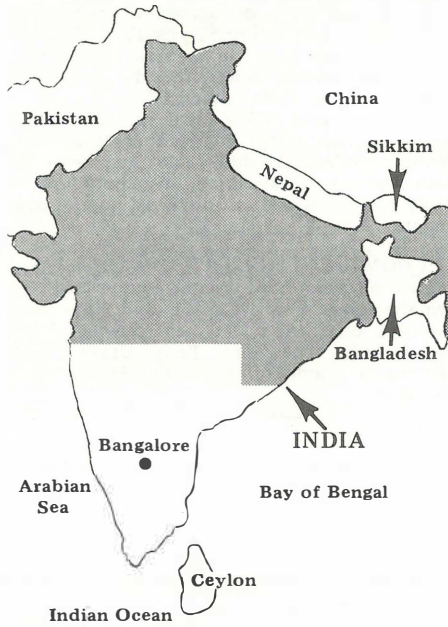 China
Pakistan
Sikkim
Nepal
Bangladesh
INDIA
Bangalore
Arabian
Sea
Bay of Bengal
Ceylon
Indian Ocean